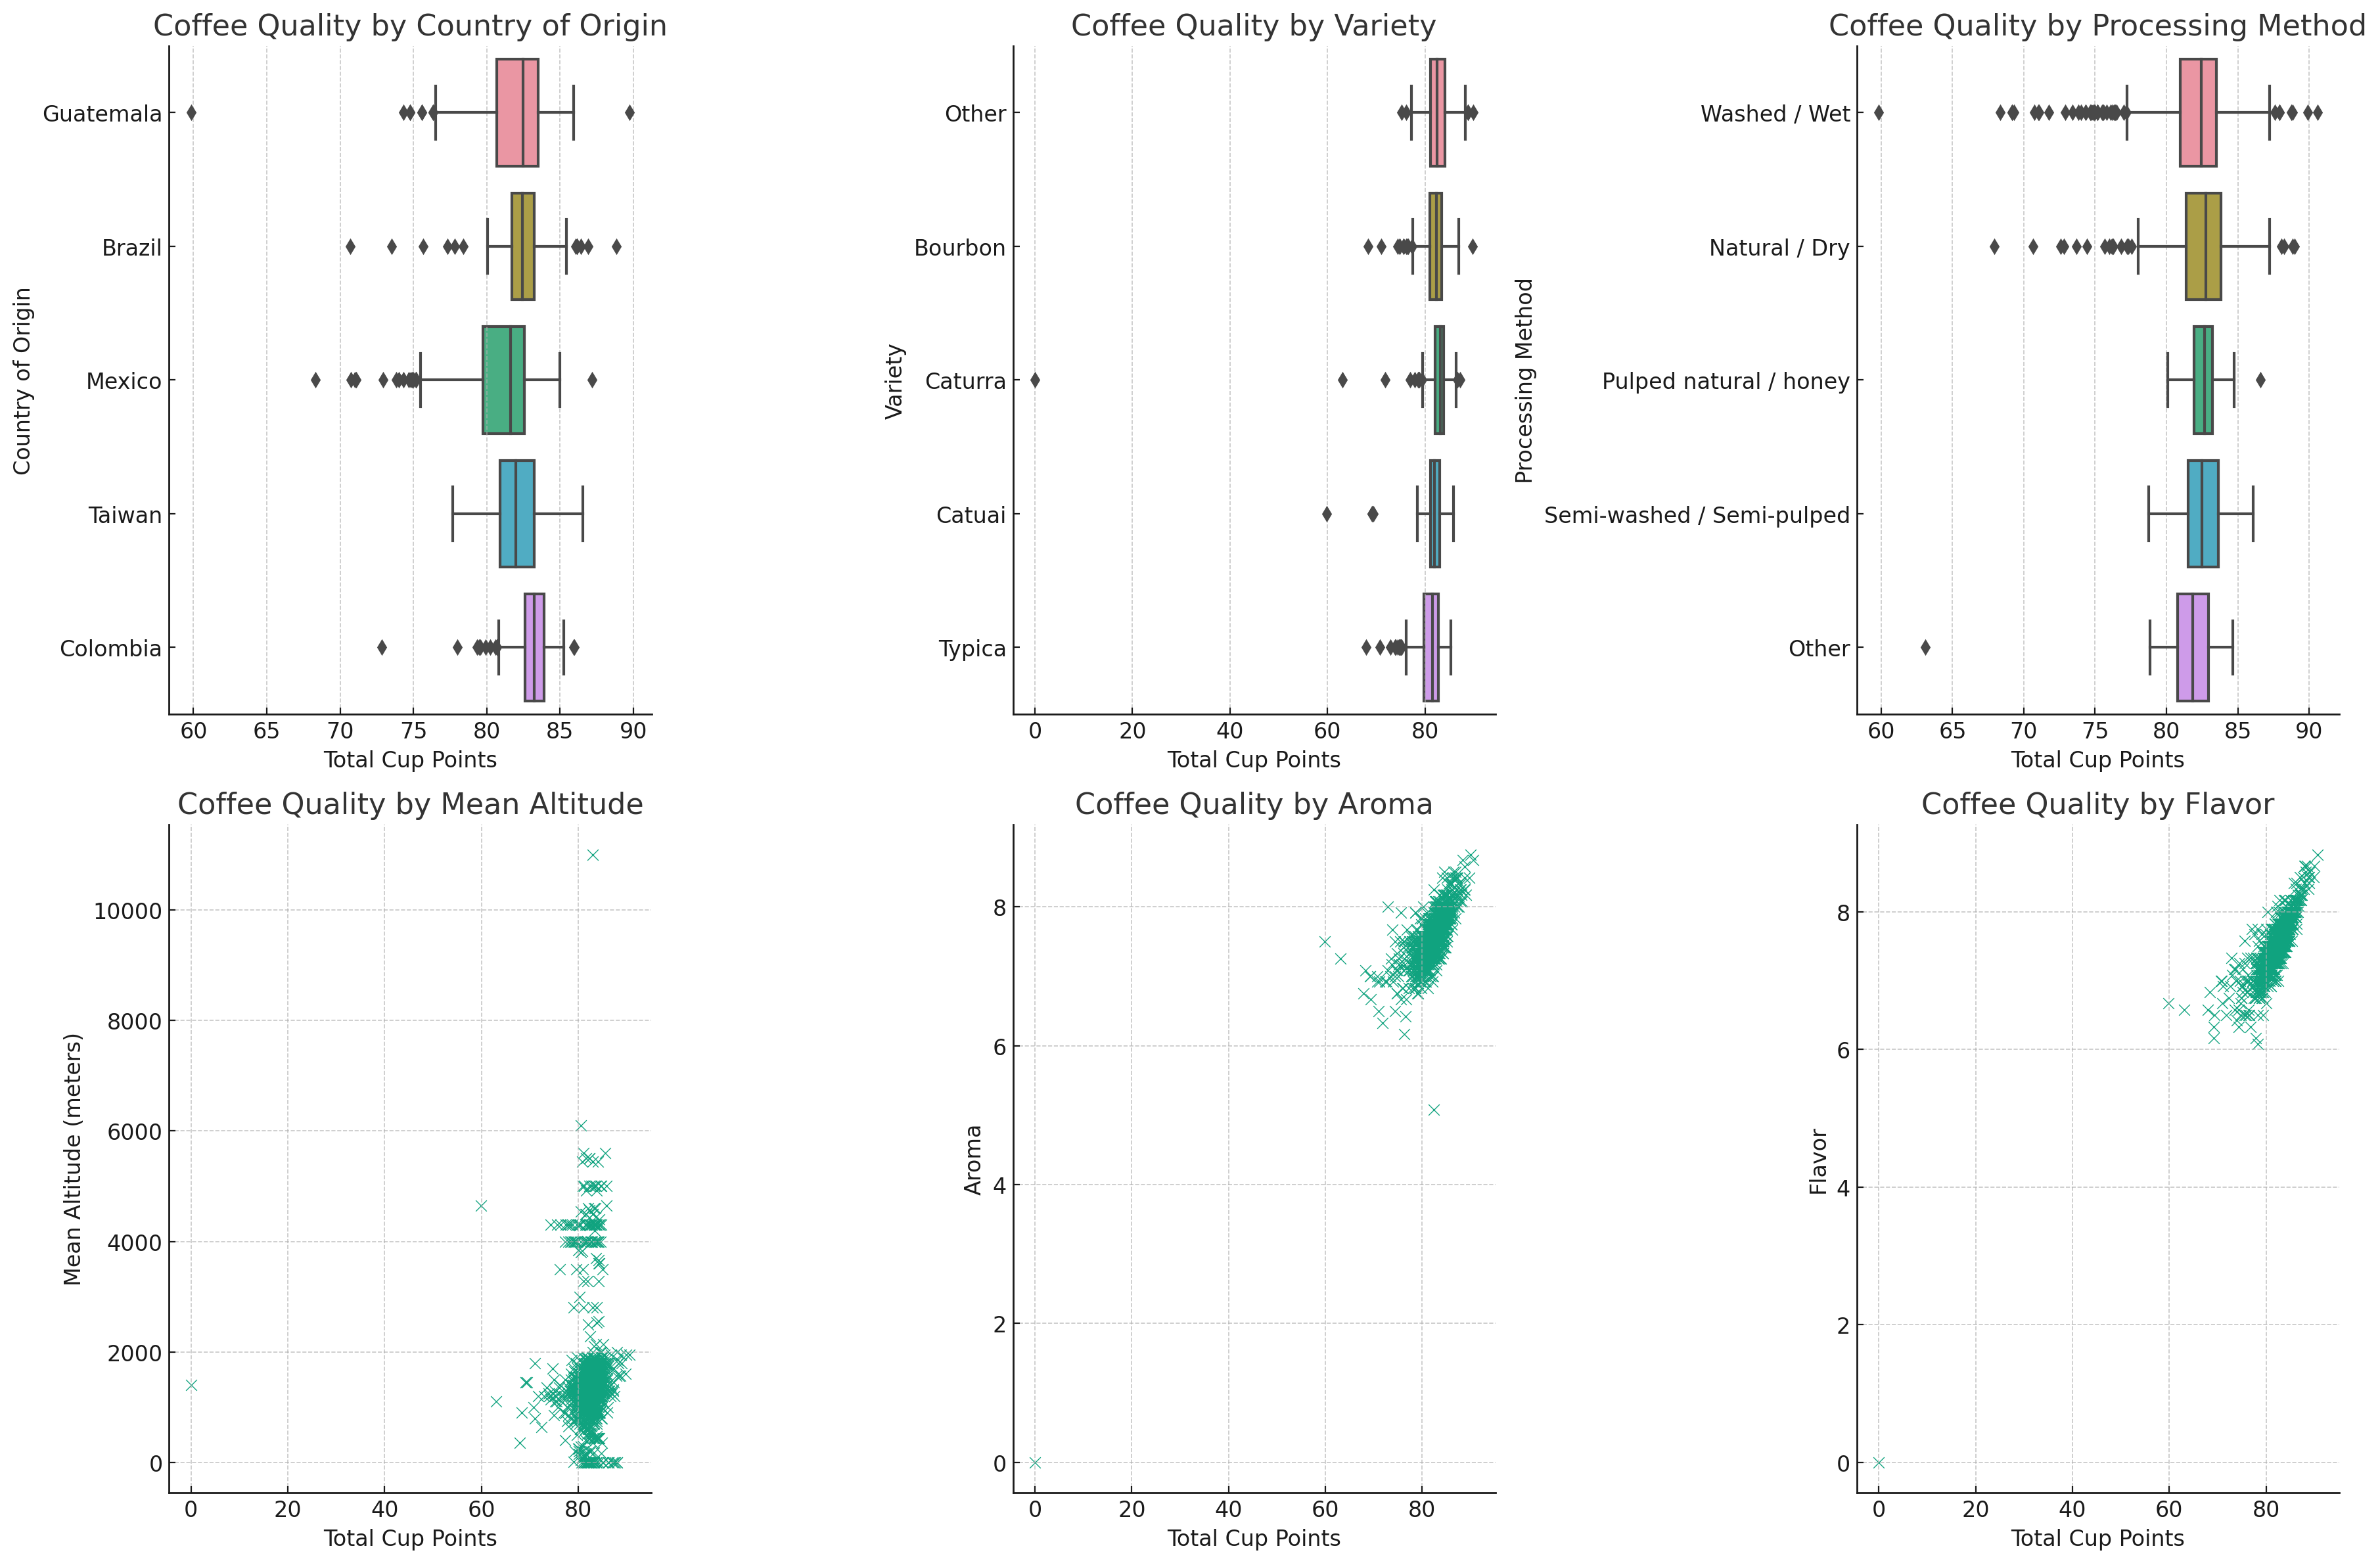 Coffee Quality by Country of Origin
Country of Origin
Guatemala
Brazil
Mexico
Taiwan
Colombia
60 65 70 75 80 85 90
Total Cup Points
Coffee Quality by Variety
Variety
Other
Bourbon
Caturra
Catuai
Typica
0 20 40 60 80
Total Cup Points
Coffee Quality by Processing Method
Processing Method
Washed / Wet
Natural / Dry
Pulped natural / honey
Semi-washed / Semi-pulped
Other
60 65 70 75 80 85 90
Total Cup Points
Coffee Quality by Mean Altitude
Mean Altitude (meters)
10000
8000
6000
4000
2000
0
0 20 40 60 80
Total Cup Points
Coffee Quality by Aroma
Aroma
8
6
4
2
0
0 20 40 60 80
Total Cup Points
Coffee Quality by Flavor
Flavor
8
6
4
2
0
0 20 40 60 80
Total Cup Points